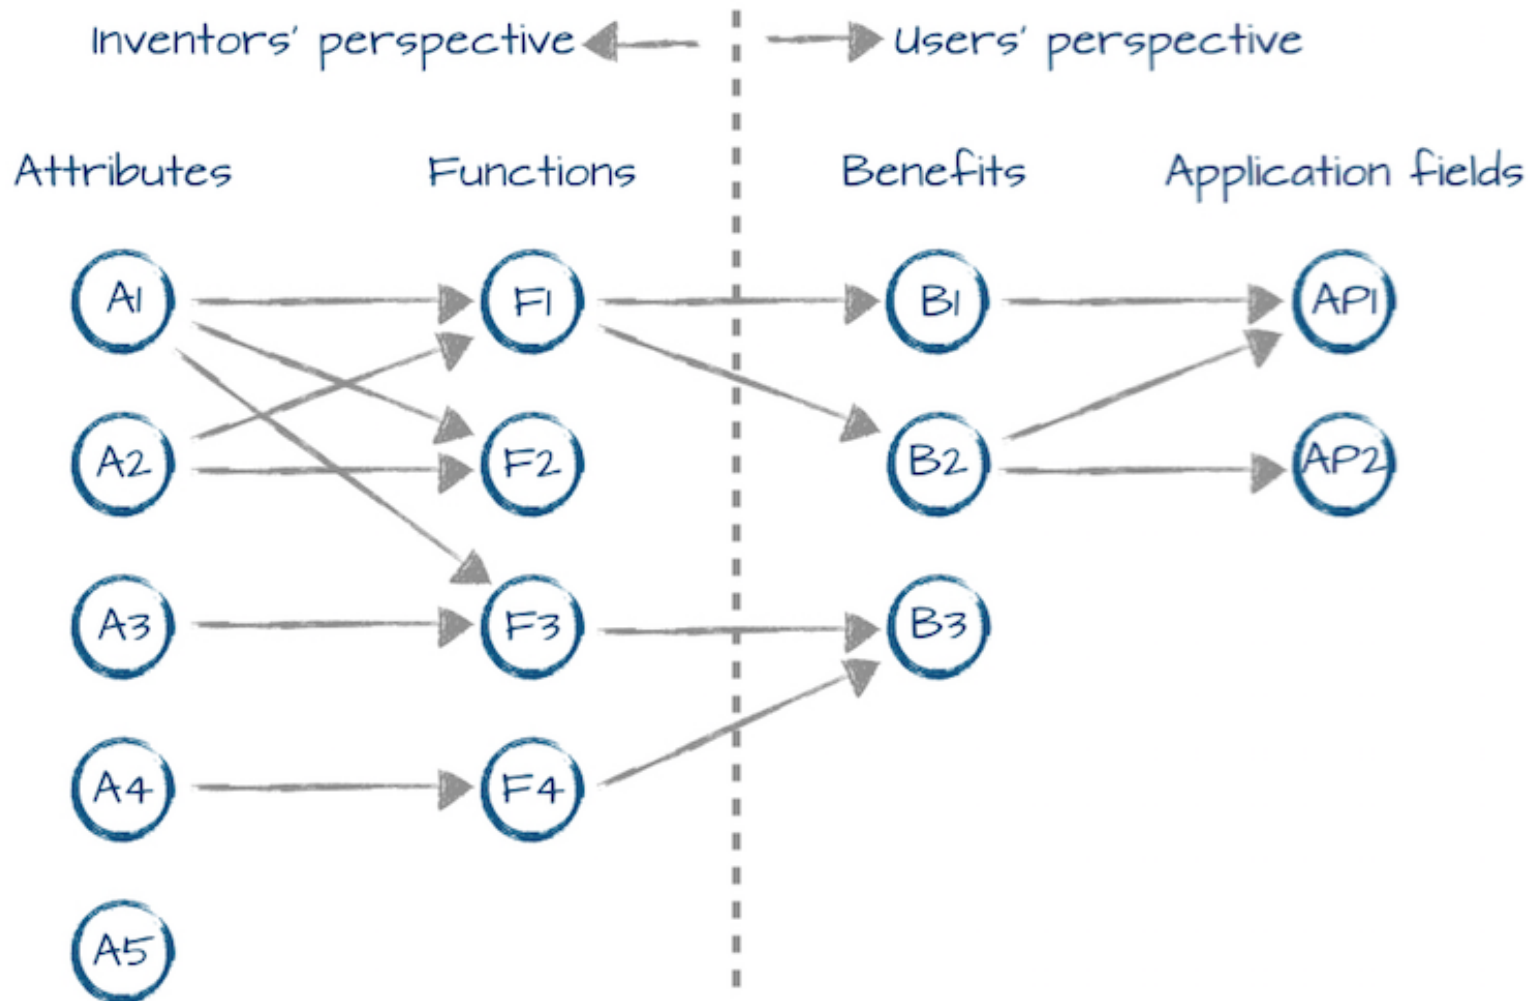 Inventors' perspective Users' perspective
Attributes Functions Benefits Application fields
A1 F1 B1 AP1
A2 F2 B2 AP2
A3 F3 B3
A4 F4
A5